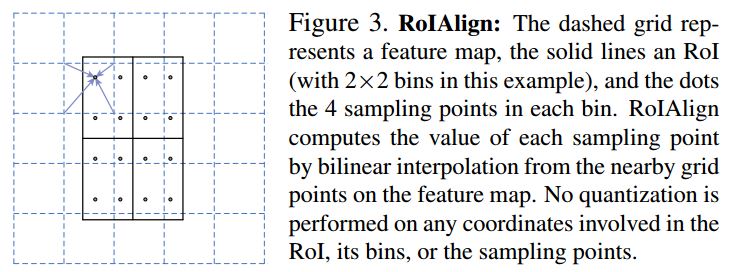 Figure 3. RoIAlign: The dashed grid rep-
resents a feature map, the solid lines an RoI
(with 2×2 bins in this example), and the dots
the 4 sampling points in each bin. RoIAlign
computes the value of each sampling point
by bilinear interpolation from the nearby grid
points on the feature map. No quantization is
performed on any coordinates involved in the
RoI, its bins, or the sampling points.